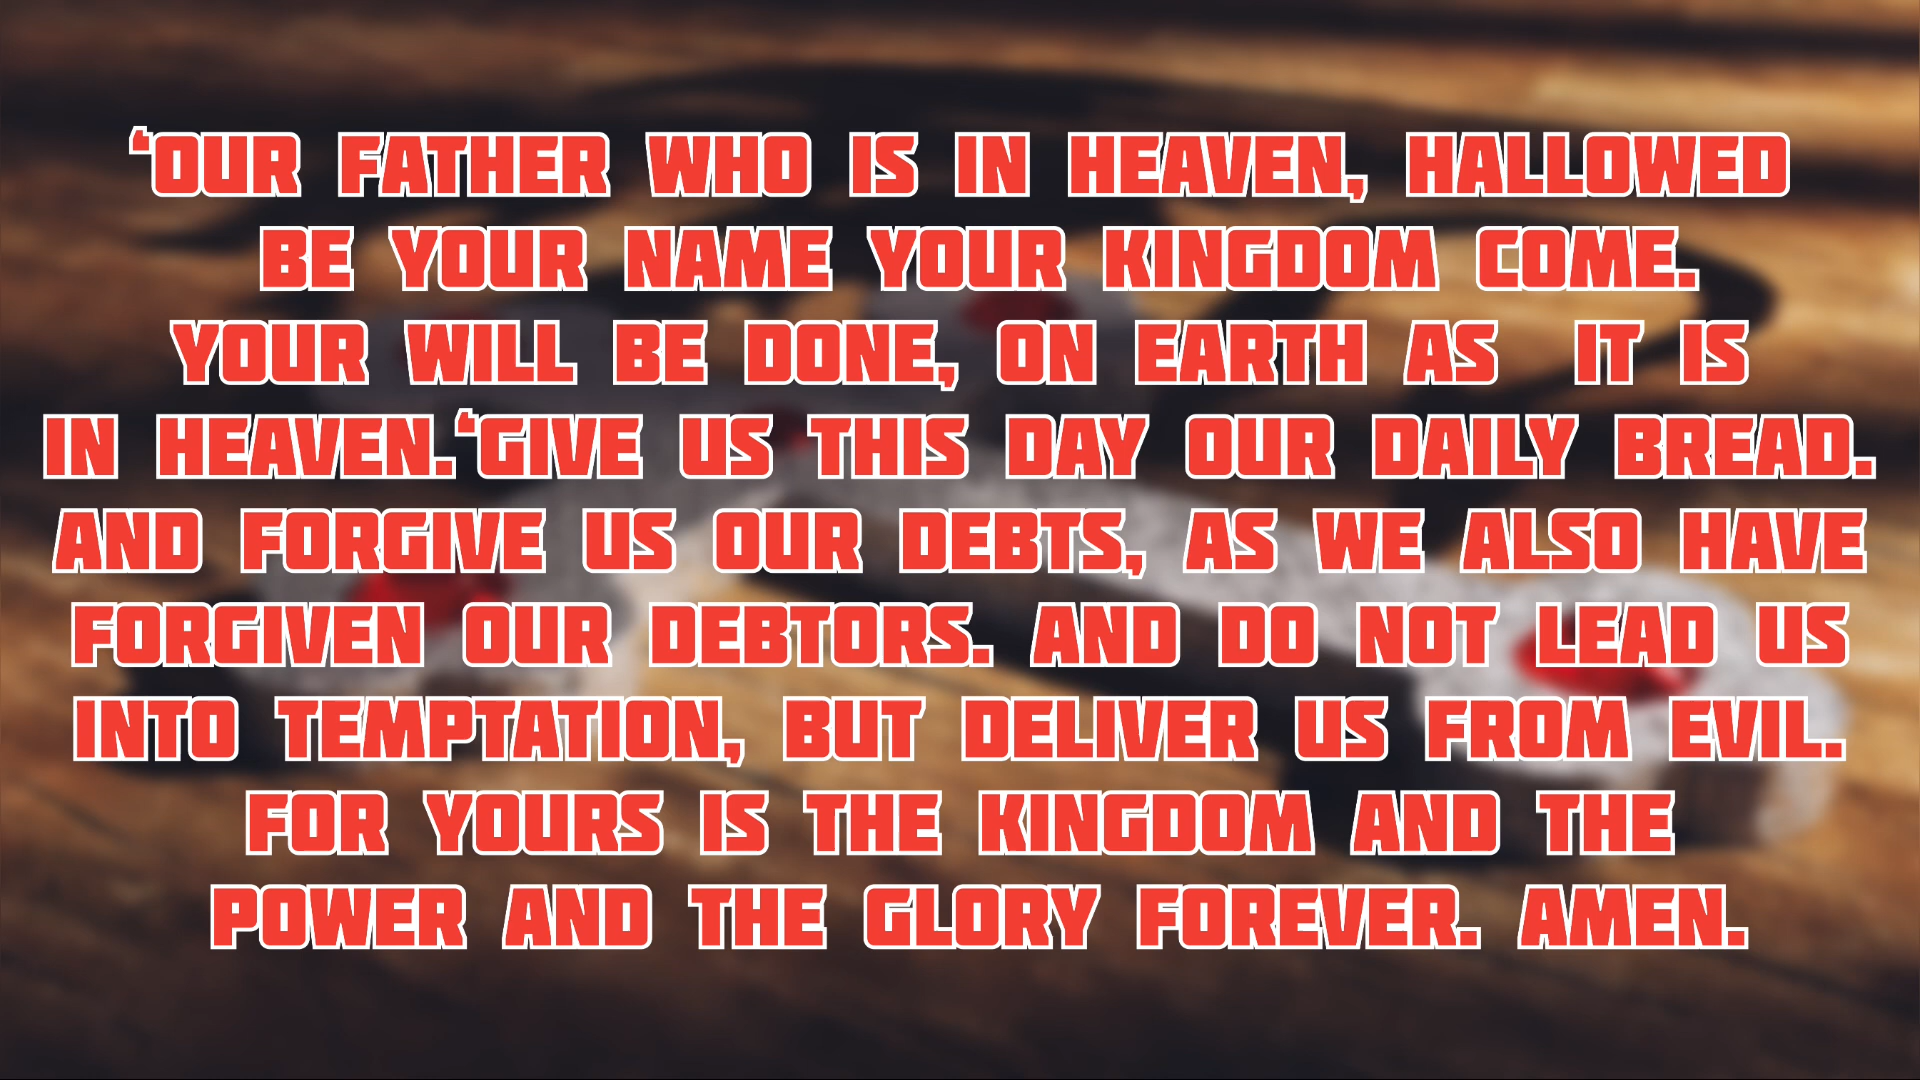 ‘OUR FATHER WHO IS IN HEAVEN, HALLOWED
BE YOUR NAME YOUR KINGDOM COME.
YOUR WILL BE DONE, ON EARTH AS IT IS
IN HEAVEN.‘GIVE US THIS DAY OUR DAILY BREAD.
AND FORGIVE US OUR DEBTS, AS WE ALSO HAVE
FORGIVEN OUR DEBTORS. AND DO NOT LEAD US
INTO TEMPTATION, BUT DELIVER US FROM EVIL.
FOR YOURS IS THE KINGDOM AND THE
POWER AND THE GLORY FOREVER. AMEN.